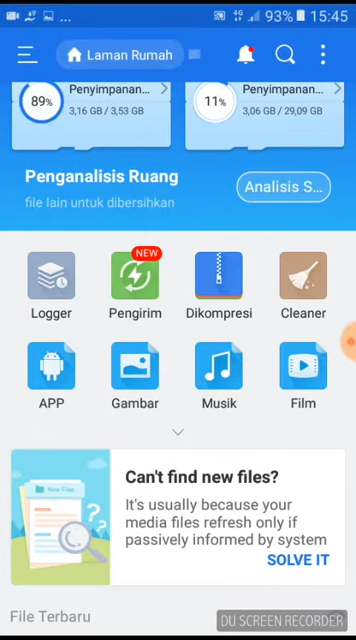 4G 93% 15:45
Laman Rumah
Penyimpanan... Penyimpanan...
89% 11%
3,16 GB / 3,53 GB 3,06 GB / 29,09 GB
Penganalisis Ruang
Analisis S...
file lain untuk dibersihkan
NEW
Logger Pengirim Dikompresi Cleaner
APP Gambar Musik Film
New Files
Can't find new files?
It's usually because your
media files refresh only if
passively informed by system
SOLVE IT
File Terbaru
DU SCREEN RECORDER